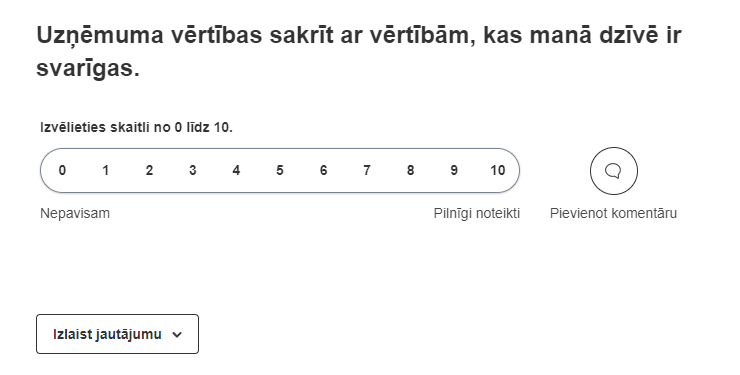 Uzņēmuma vērtības sakrīt ar vērtībām, kas manā dzīvē ir
svarīgas.
Izvēlieties skaitli no 0 līdz 10.
0 1 2 3 4 5 6 7 8 9 10
Nepavisam Pilnīgi noteikti Pievienot komentāru
Izlaist jautājumu